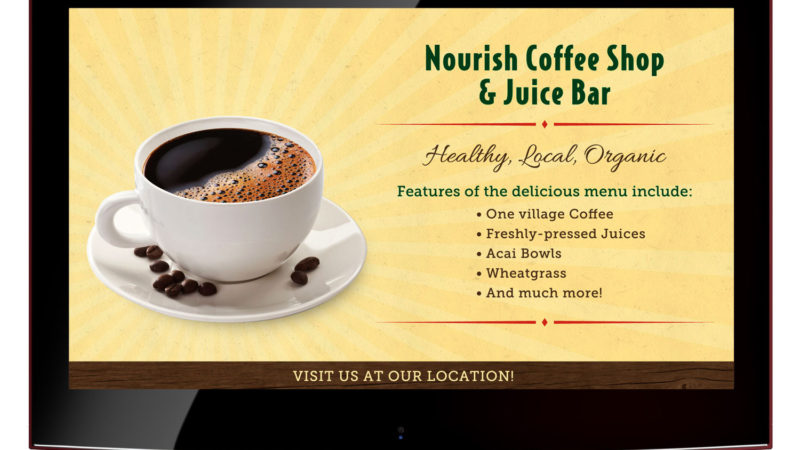 Nourish Coffee Shop
& Juice Bar
Healthy, Local, Organic
Features of the delicious menu include:
• One village Coffee
• Freshly-pressed Juices
• Acai Bowls
• Wheatgrass
• And much more!
VISIT US AT OUR LOCATION!